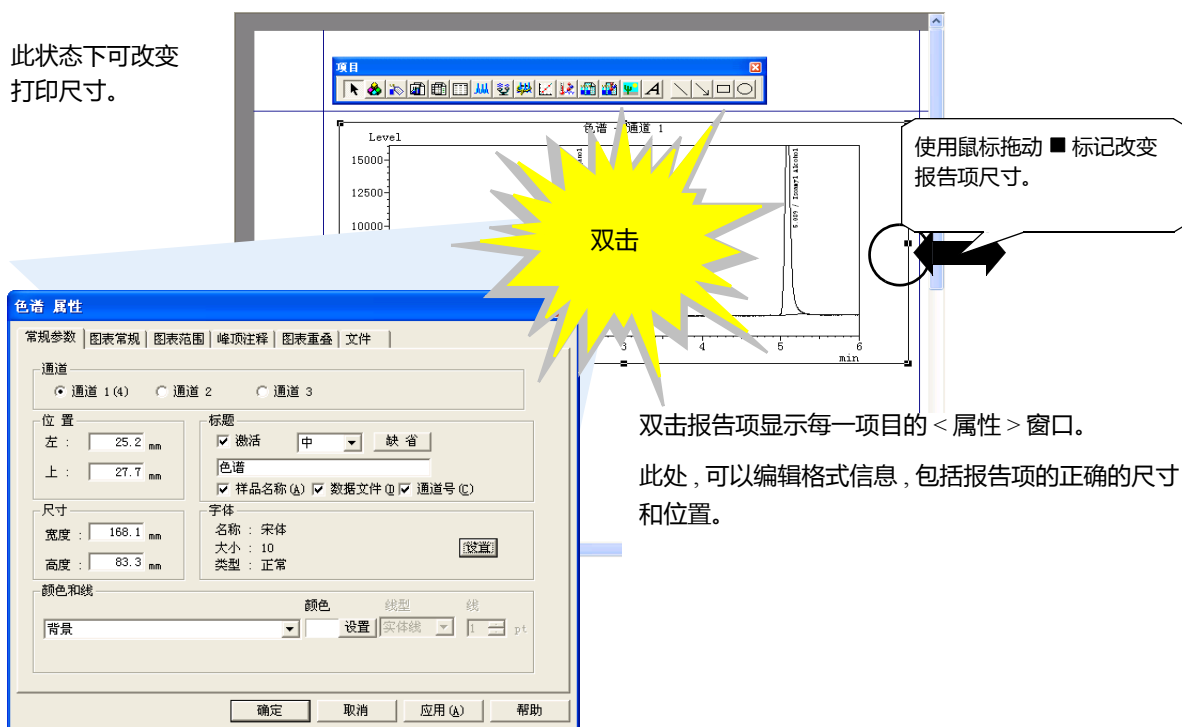 此状态下可改变
打印尺寸。
项目
色谱 - 通道 1
Level
15000
12500
10000
5.009 / Isoamyl Alcohol
双击
使用鼠标拖动 ■ 标记改变
报告项尺寸。
3 4 5 6
min
色谱 属性
常规参数 图表常规 图表范围 峰顶注释 图表重叠 文件
通道
通道 1(4) 通道 2 通道 3
位 置
左 : 25.2 mm
上 : 27.7 mm
标题
激活 中 缺 省
色谱
样品名称(A) 数据文件(I) 通道号(C)
尺寸
宽度 : 168.1 mm
高度 : 83.3 mm
字体
名称 : 宋体
大小 : 10
类型 : 正常
设置
颜色和线
颜色 线型 线
背景 设置 实体线 1 pt
确定 取消 应用(A) 帮助
双击报告项显示每一项目的 < 属性 > 窗口。
此处 , 可以编辑格式信息 , 包括报告项的正确的尺寸
和位置。